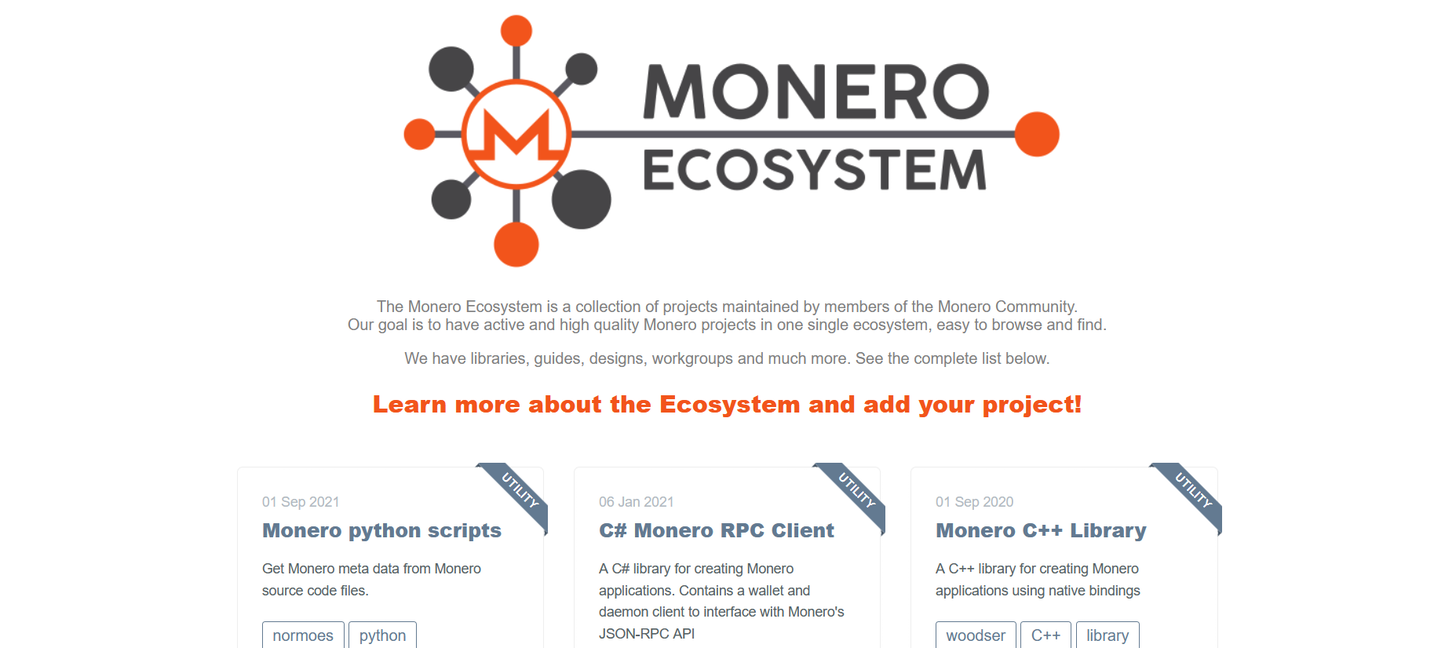 MONERO
ECOSYSTEM
The Monero Ecosystem is a collection of projects maintained by members of the Monero Community.
Our goal is to have active and high quality Monero projects in one single ecosystem, easy to browse and find.
We have libraries, guides, designs, workgroups and much more. See the complete list below.
Learn more about the Ecosystem and add your project!
UTILITY
01 Sep 2021
Monero python scripts
Get Monero meta data from Monero
source code files.
normoes python
UTILITY
06 Jan 2021
C# Monero RPC Client
A C# library for creating Monero
applications. Contains a wallet and
daemon client to interface with Monero's
JSON-RPC API
UTILITY
01 Sep 2020
Monero C++ Library
A C++ library for creating Monero
applications using native bindings
woodser C++ library